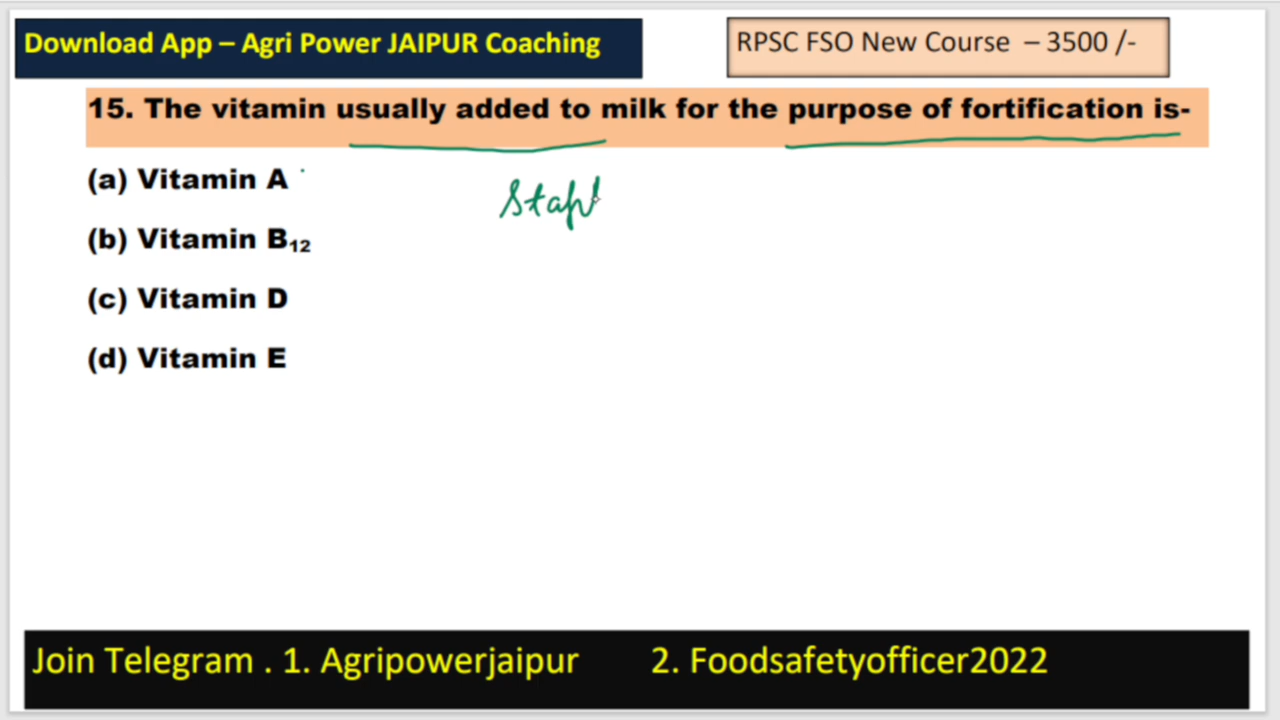 Download App – Agri Power JAIPUR Coaching
RPSC FSO New Course – 3500 /-
15. The vitamin usually added to milk for the purpose of fortification is-
(a) Vitamin A
(b) Vitamin B₁₂
(c) Vitamin D
(d) Vitamin E
Join Telegram . 1. Agripowerjaipur 2. Foodsafetyofficer2022